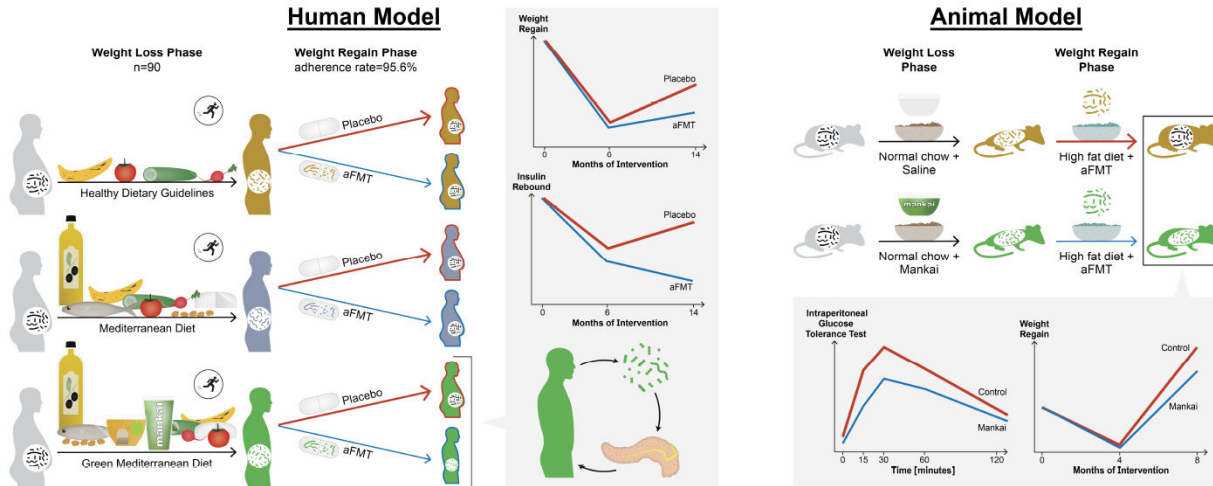 Human Model
Weight Loss Phase
n=90
Weight Regain Phase
adherence rate=95.6%
Placebo
aFMT
Healthy Dietary Guidelines
Placebo
aFMT
Mediterranean Diet
mankai
Placebo
aFMT
Green Mediterranean Diet
Weight
Regain
Placebo
aFMT
0
6
14
Months of Intervention
Insulin
Rebound
Placebo
aFMT
0
6
14
Months of Intervention
Animal Model
Weight Loss
Phase
Weight Regain
Phase
Normal chow +
Saline
High fat diet +
aFMT
mankai
Normal chow +
Mankai
High fat diet +
aFMT
Intraperitoneal
Glucose
Tolerance Test
Control
Mankai
0
15
30
60
120
Time [minutes]
Weight
Regain
Control
Mankai
0
4
8
Months of Intervention